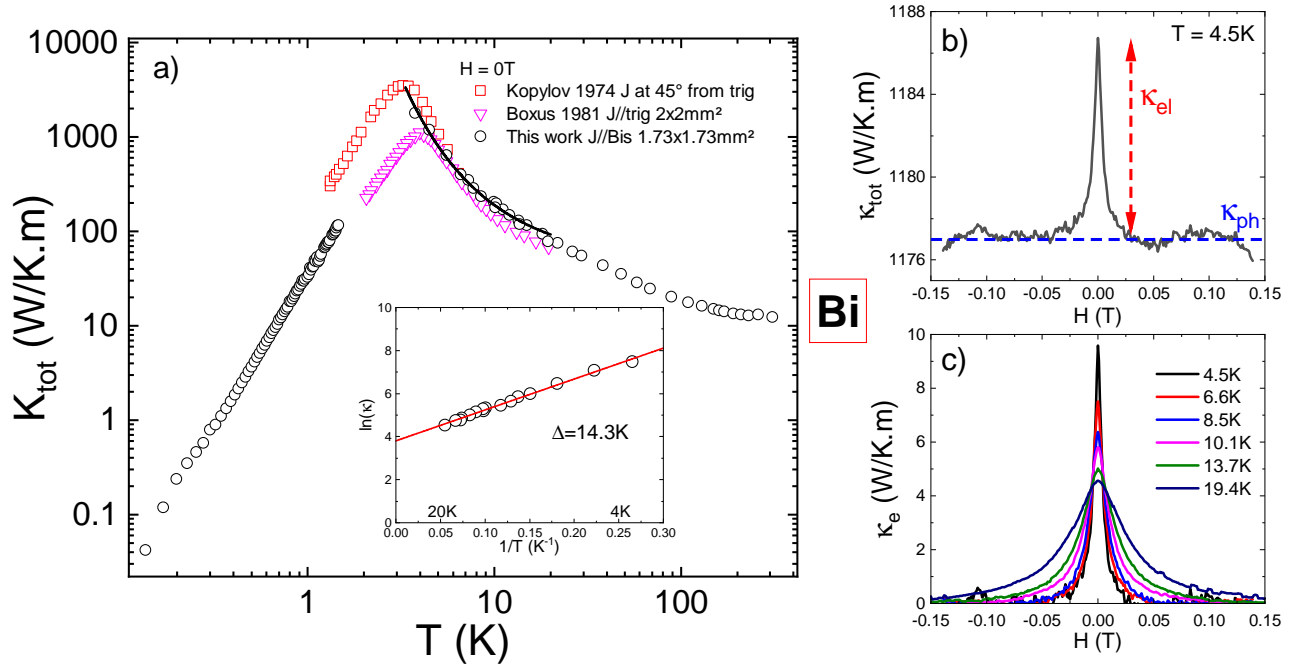 a)
H = 0T
Kopylov 1974 J at 45° from trig
Boxus 1981 J//trig 2x2mm²
This work J//Bis 1.73x1.73mm²
K_tot (W/K.m)
10000
1000
100
10
1
0.1
1
10
100
T (K)
ln(κ)
10
8
6
4
2
0
Δ=14.3K
20K
4K
0.00
0.05
0.10
0.15
0.20
0.25
0.30
1/T (K⁻¹)
Bi
b)
T = 4.5K
κ_el
κ_ph
κ_tot (W/K.m)
1188
1184
1180
1176
-0.15
-0.10
-0.05
0.00
0.05
0.10
0.15
H (T)
c)
4.5K
6.6K
8.5K
10.1K
13.7K
19.4K
κ_e (W/K.m)
10
8
6
4
2
0
-0.15
-0.10
-0.05
0.00
0.05
0.10
0.15
H (T)